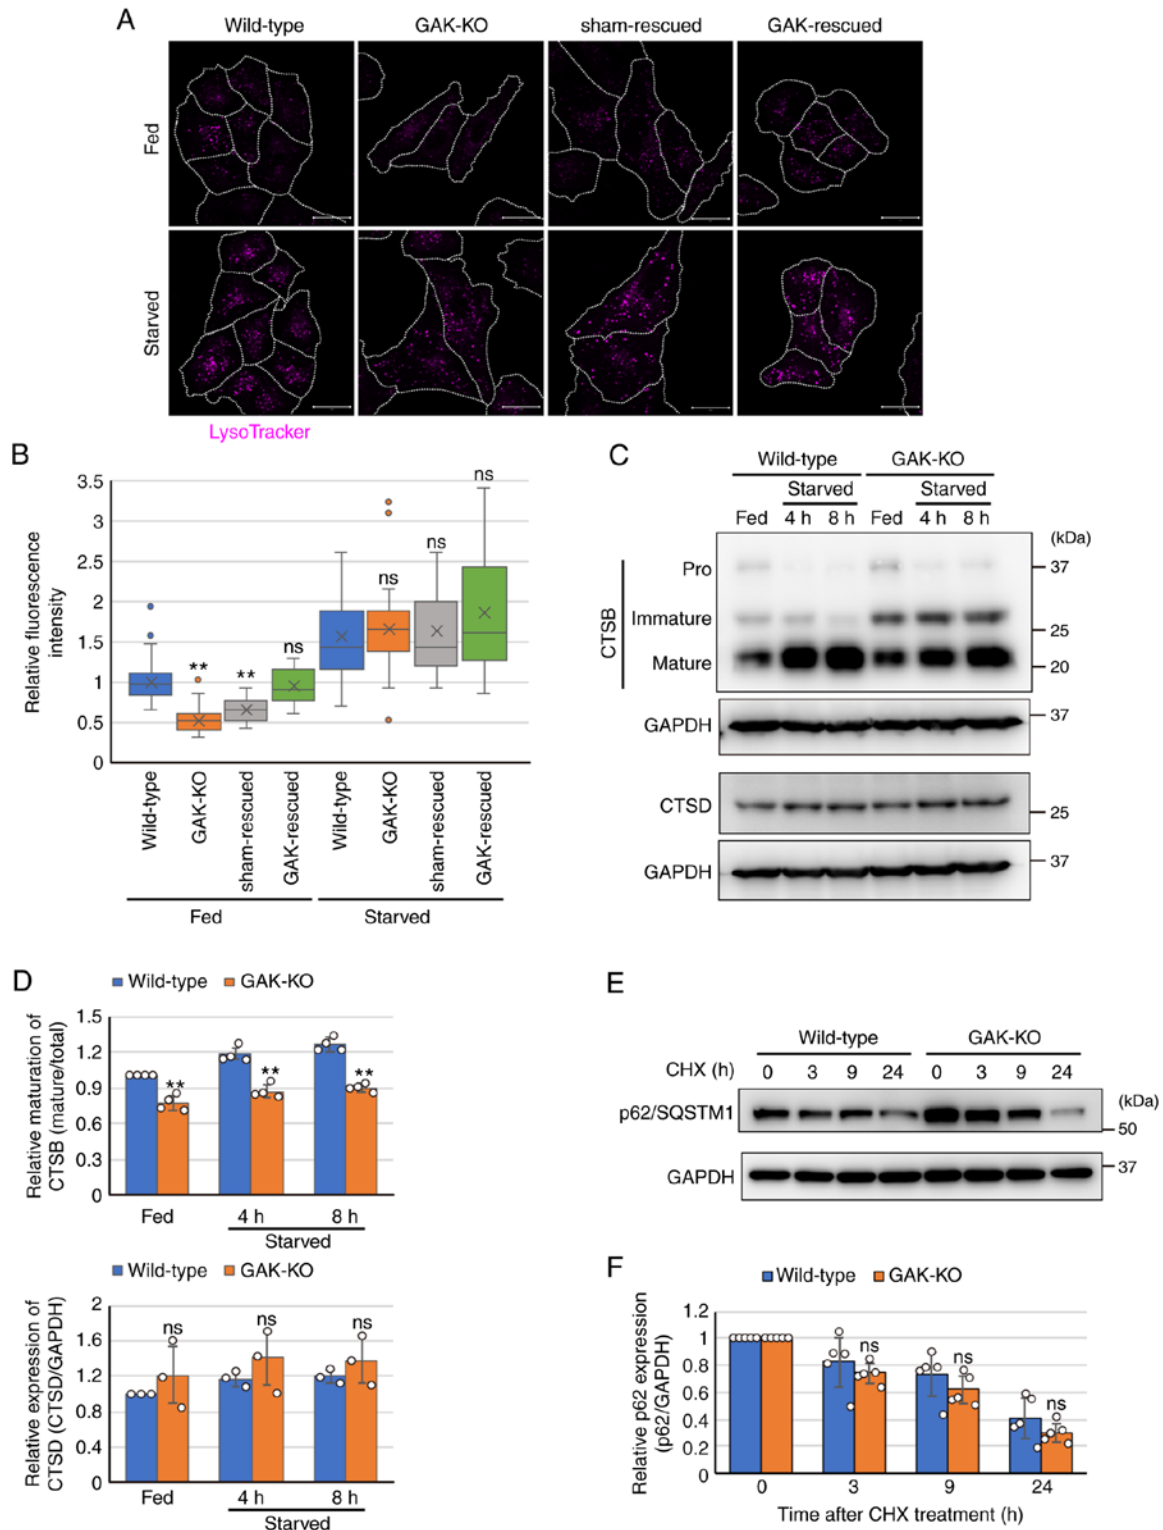 A
Wild-type GAK-KO sham-rescued GAK-rescued
Fed
Starved
LysoTracker
B
Relative fluorescence
intensity
3.5
3
2.5
2
1.5
1
0.5
0
** ** ns ns ns ns
Wild-type GAK-KO sham-rescued GAK-rescued Wild-type GAK-KO sham-rescued GAK-rescued
Fed Starved
C
Wild-type GAK-KO
Starved Starved
Fed 4 h 8 h Fed 4 h 8 h (kDa)
CTSB
Pro 37
Immature 25
Mature 20
GAPDH 37
CTSD 25
GAPDH 37
D
Wild-type GAK-KO
Relative maturation of
CTSB (mature/total)
1.5
1.2
0.9
0.6
0.3
0
** ** **
Fed 4 h 8 h
Starved
Wild-type GAK-KO
Relative expression of
CTSD (CTSD/GAPDH)
2
1.6
1.2
0.8
0.4
0
ns ns ns
Fed 4 h 8 h
Starved
E
Wild-type GAK-KO
CHX (h) 0 3 9 24 0 3 9 24
(kDa)
p62/SQSTM1 50
GAPDH 37
F
Wild-type GAK-KO
Relative p62 expression
(p62/GAPDH)
1.2
1
0.8
0.6
0.4
0.2
0
ns ns ns
0 3 9 24
Time after CHX treatment (h)